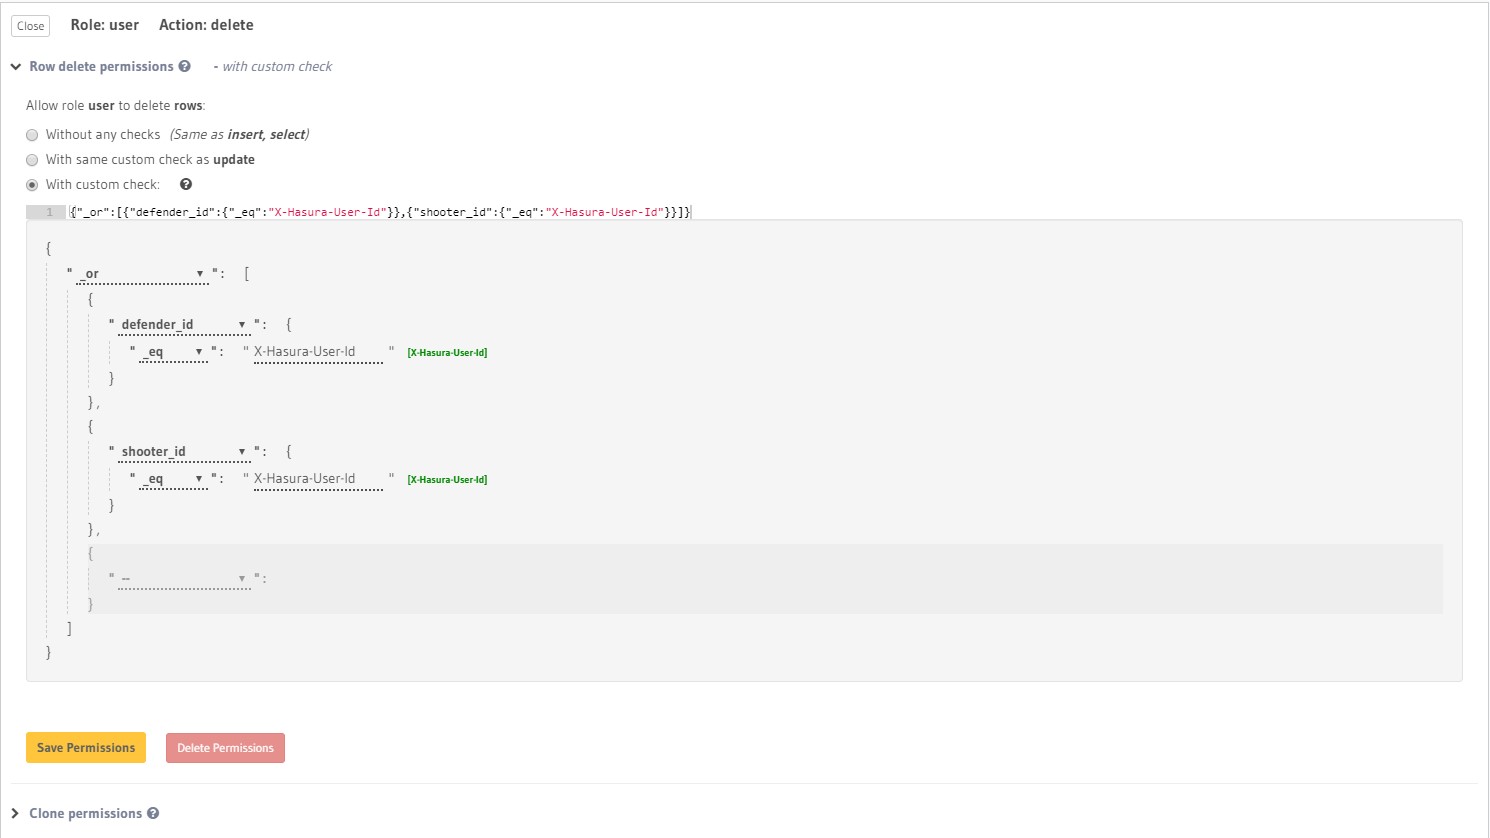 Close Role: user Action: delete
Row delete permissions ? - with custom check
Allow role user to delete rows:
Without any checks (Same as insert, select)
With same custom check as update
With custom check: ?
1 {"_or":[{"defender_id":{"_eq":"X-Hasura-User-Id"}},{"shooter_id":{"_eq":"X-Hasura-User-Id"}}]}
{
" _or ▼ ": [
{
" defender_id ▼ ": {
" _eq ▼ ": " X-Hasura-User-Id " [X-Hasura-User-Id]
}
},
{
" shooter_id ▼ ": {
" _eq ▼ ": " X-Hasura-User-Id " [X-Hasura-User-Id]
}
},
{
" -- ▼ ":
}
]
}
Save Permissions Delete Permissions
Clone permissions ?